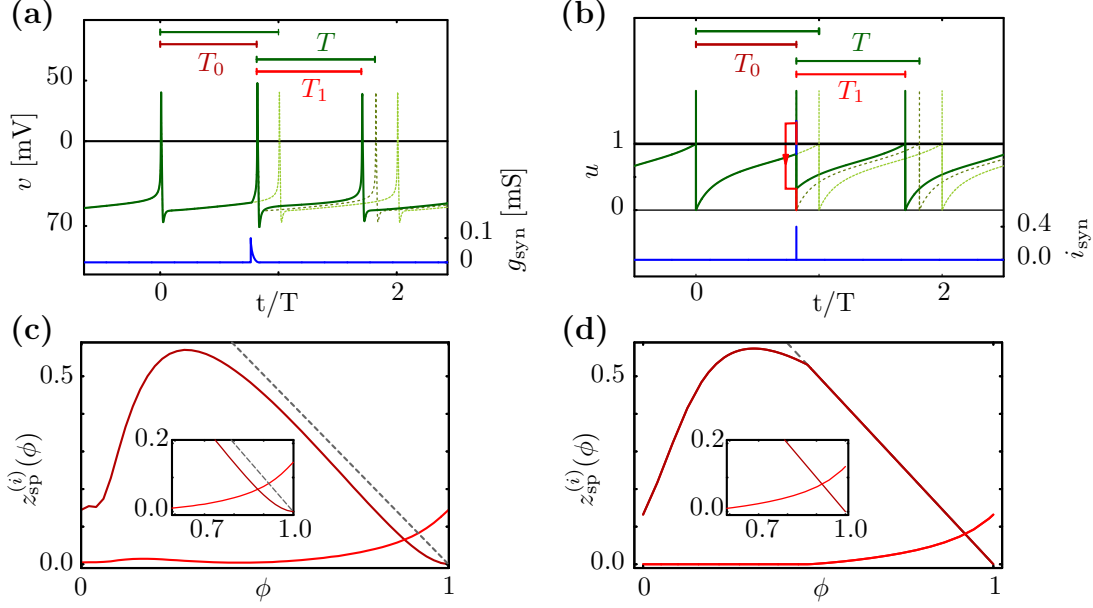 (a)
T
T₀
T₁
50
0
70
v [mV]
0.1
0
g_syn [mS]
0
2
t/T
(b)
T
T₀
T₁
1
0
u
0.4
0.0
i_syn
0
2
t/T
(c)
0.5
0.0
z_sp^(i)(ϕ)
0.2
0.0
0.7
1.0
0
ϕ
1
(d)
0.5
0.0
z_sp^(i)(ϕ)
0.2
0.0
0.7
1.0
0
ϕ
1